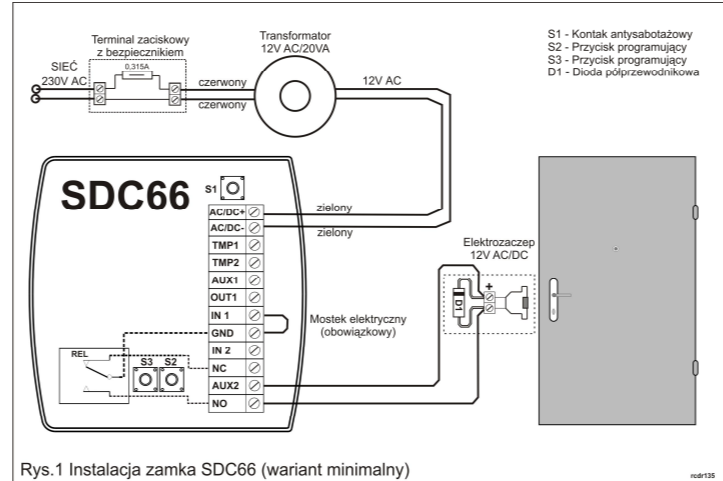 Terminal zaciskowy
z bezpiecznikiem
SIEĆ
230V AC
0,315A
czerwony
czerwony
Transformator
12V AC/20VA
12V AC
S1 - Kontak antysabotażowy
S2 - Przycisk programujący
S3 - Przycisk programujący
D1 - Dioda półprzewodnikowa
SDC66
S1
AC/DC+
AC/DC-
TMP1
TMP2
AUX1
OUT1
IN 1
GND
IN 2
NC
AUX2
NO
zielony
zielony
Mostek elektryczny
(obowiązkowy)
REL
S3
S2
Elektrozaczep
12V AC/DC
D1
+
Rys.1 Instalacja zamka SDC66 (wariant minimalny)
rcdr135